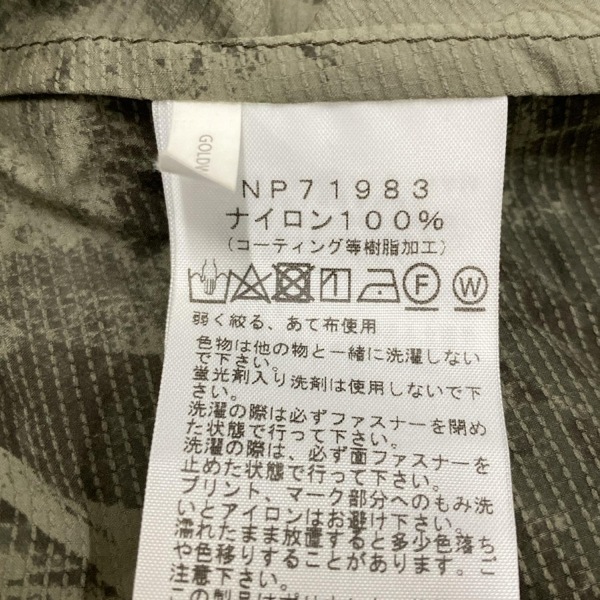 GOLDW
NP71983
ナイロン100%
(コーティング等樹脂加工)
F W
弱く絞る、あて布使用
色物は他の物と一緒に洗濯しない
で下さい。
蛍光剤入り洗剤は使用しないで下
さい。
洗濯の際は必ずファスナーを閉め
た状態で行って下さい。
洗濯の際は、必ず面ファスナーを
止めた状態で行って下さい。
プリント、マーク部分へのもみ洗
いとアイロンはお避け下さい。
濡れたまま放置すると多少色落ち
や色移りすることがあります。ご
注意下さい。
この製品はポリ